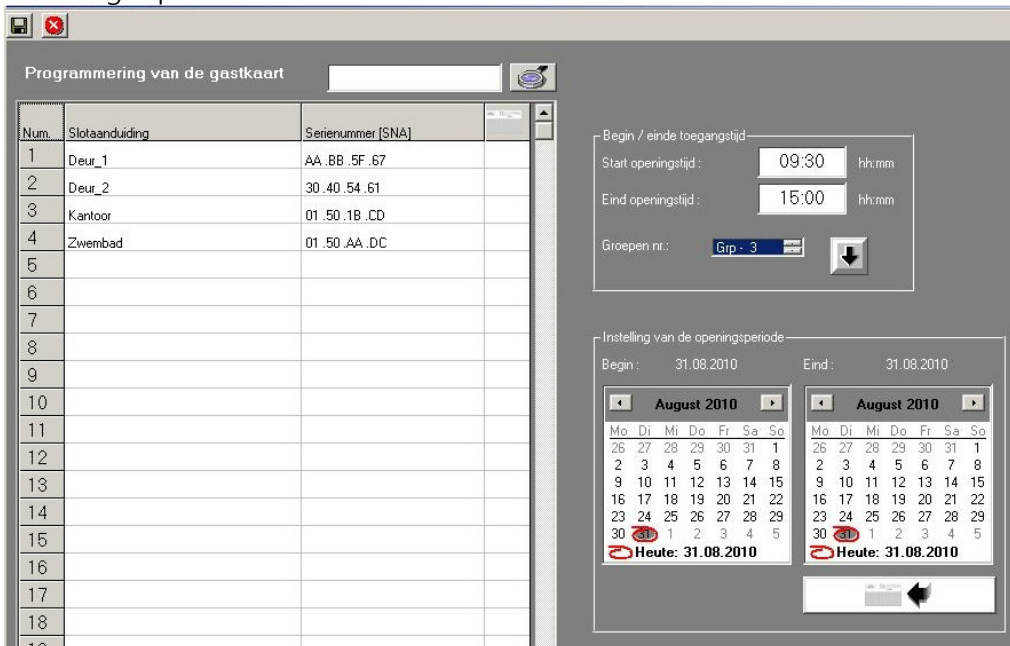 Programmering van de gastkaart
Num. Slotaanduiding Serienummer [SNA]
1 Deur_1 AA .BB .5F .67
2 Deur_2 30 .40 .54 .61
3 Kantoor 01 .50 .1B .CD
4 Zwembad 01 .50 .AA .DC
5
6
7
8
9
10
11
12
13
14
15
16
17
18
Begin / einde toegangstijd
Start openingstijd : 09:30 hh:mm
Eind openingstijd : 15:00 hh:mm
Groepen nr.: Grp - 3
Instelling van de openingsperiode
Begin : 31.08.2010
August 2010
Mo Di Mi Do Fr Sa So
26 27 28 29 30 31 1
2 3 4 5 6 7 8
9 10 11 12 13 14 15
16 17 18 19 20 21 22
23 24 25 26 27 28 29
30 31 1 2 3 4 5
Heute: 31.08.2010
Eind : 31.08.2010
August 2010
Mo Di Mi Do Fr Sa So
26 27 28 29 30 31 1
2 3 4 5 6 7 8
9 10 11 12 13 14 15
16 17 18 19 20 21 22
23 24 25 26 27 28 29
30 31 1 2 3 4 5
Heute: 31.08.2010